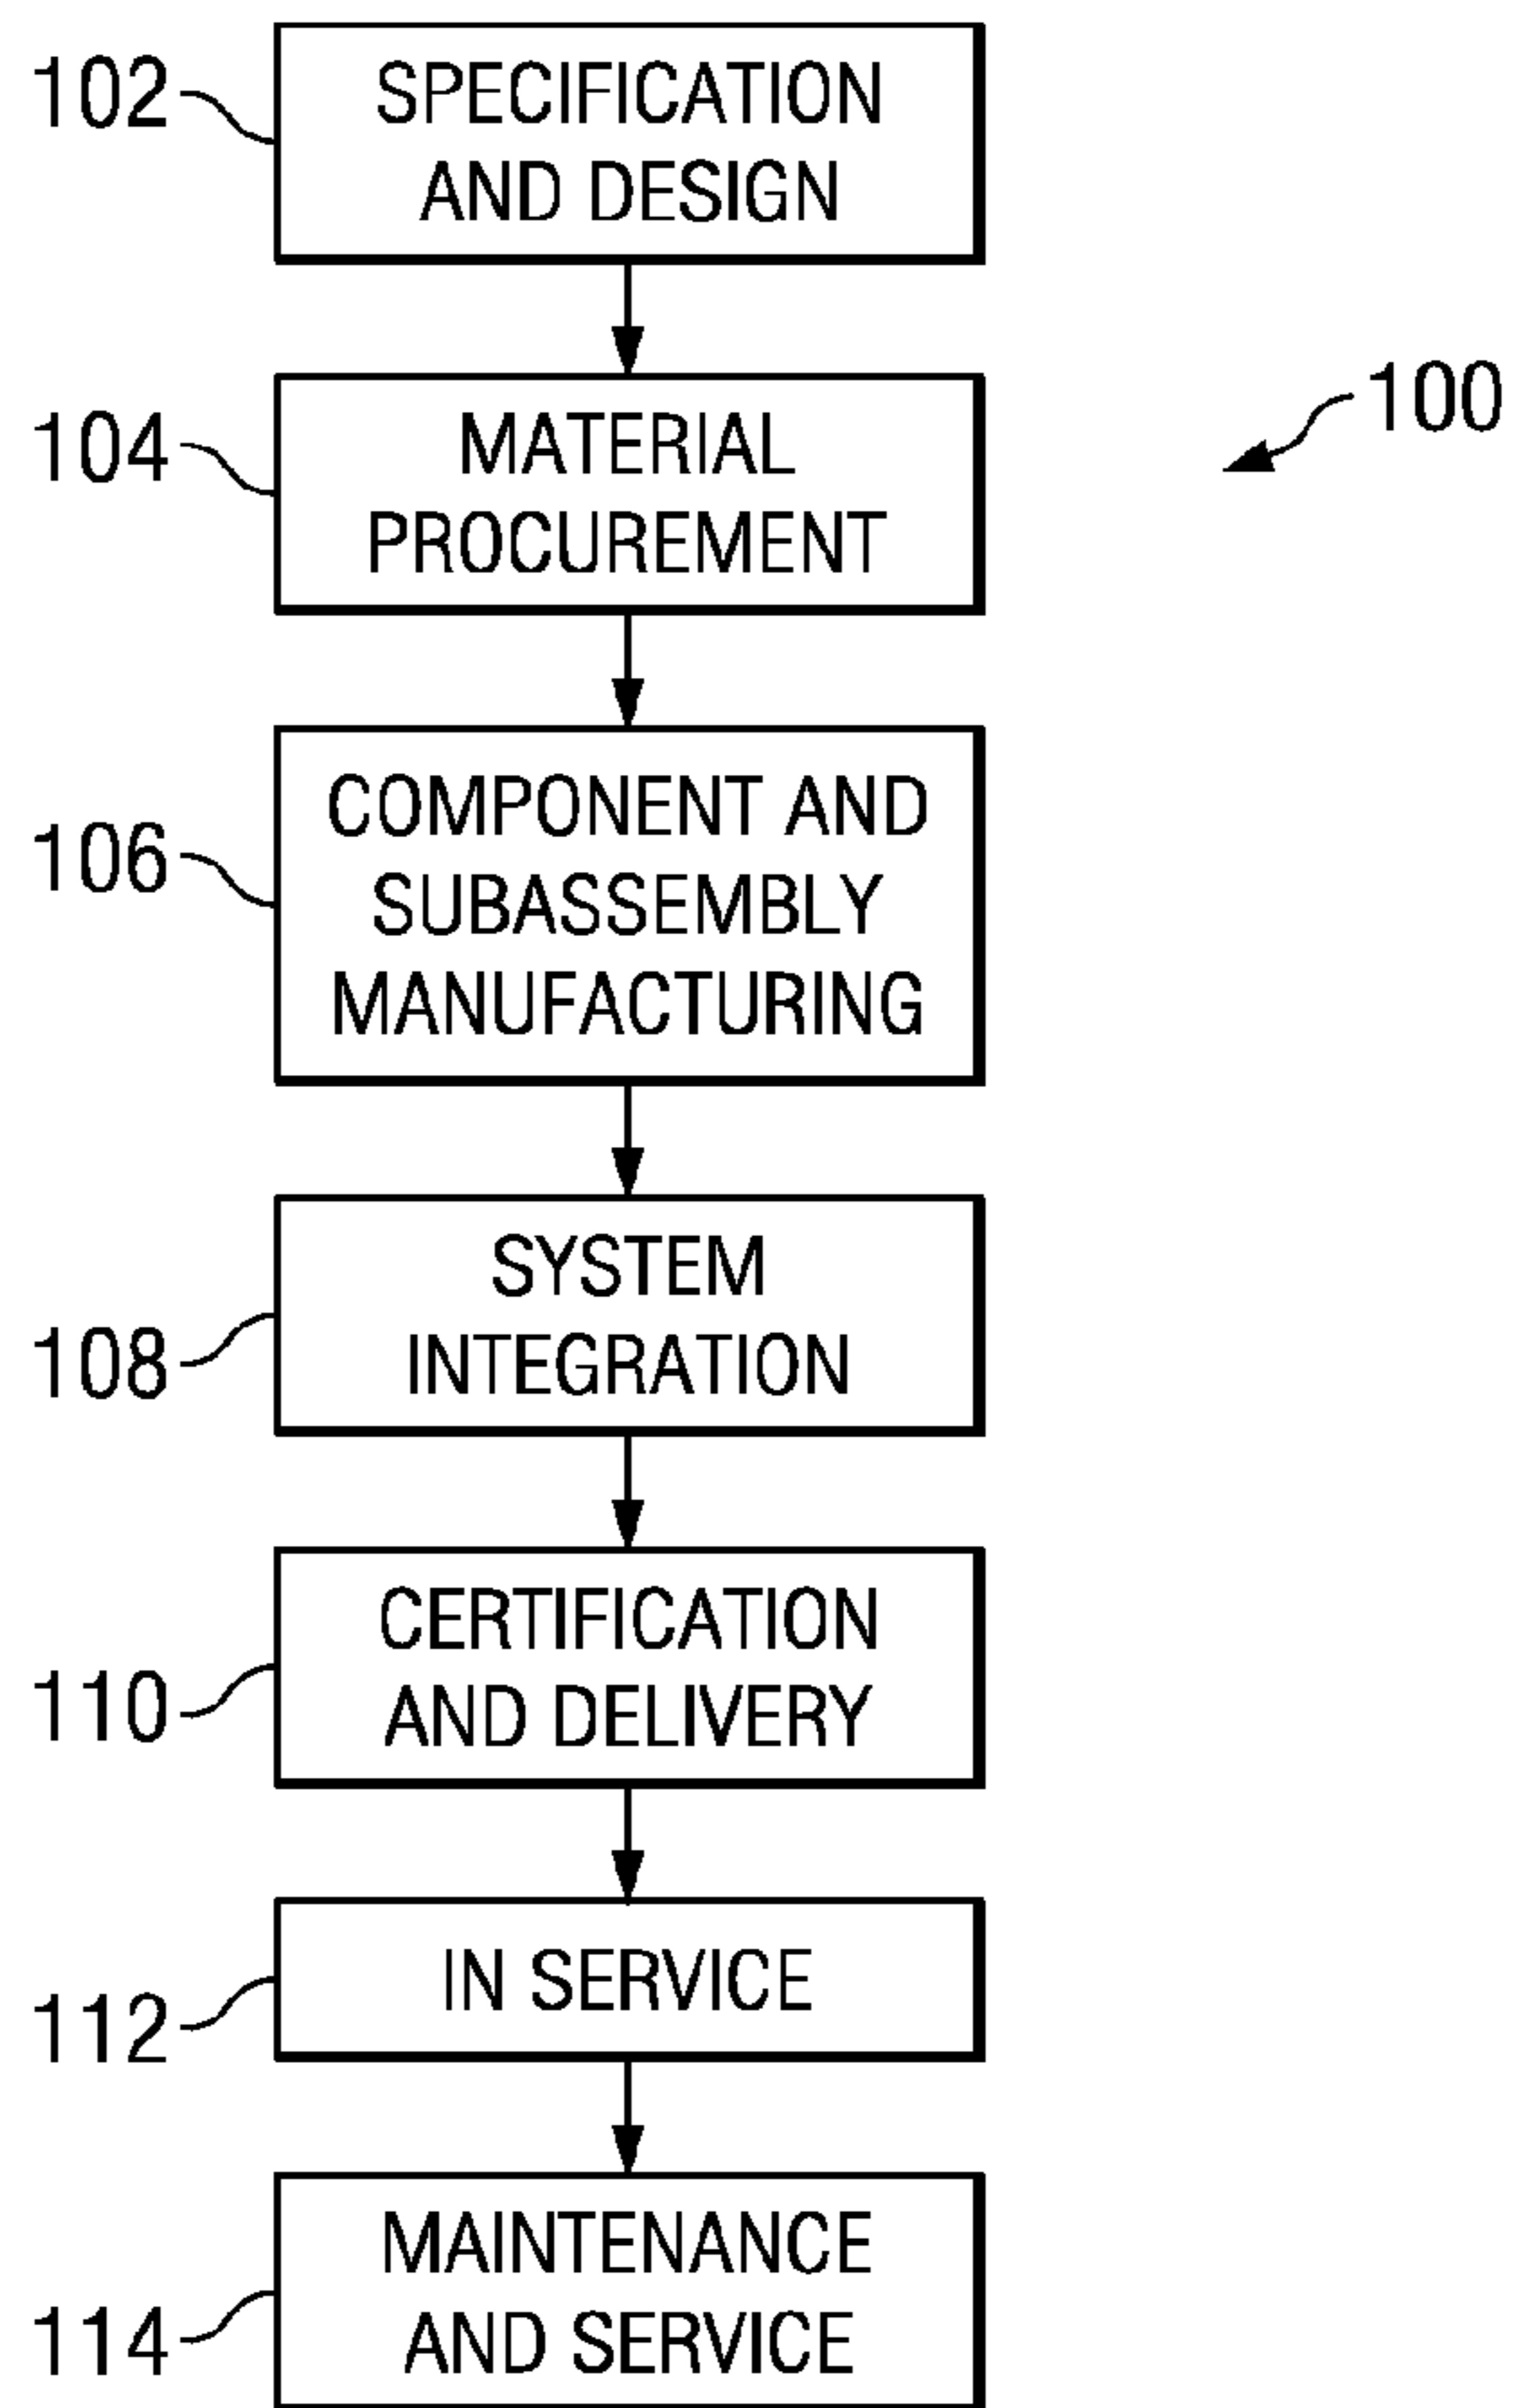 102
SPECIFICATION
AND DESIGN
100
104
MATERIAL
PROCUREMENT
106
COMPONENT AND
SUBASSEMBLY
MANUFACTURING
108
SYSTEM
INTEGRATION
110
CERTIFICATION
AND DELIVERY
112
IN SERVICE
114
MAINTENANCE
AND SERVICE